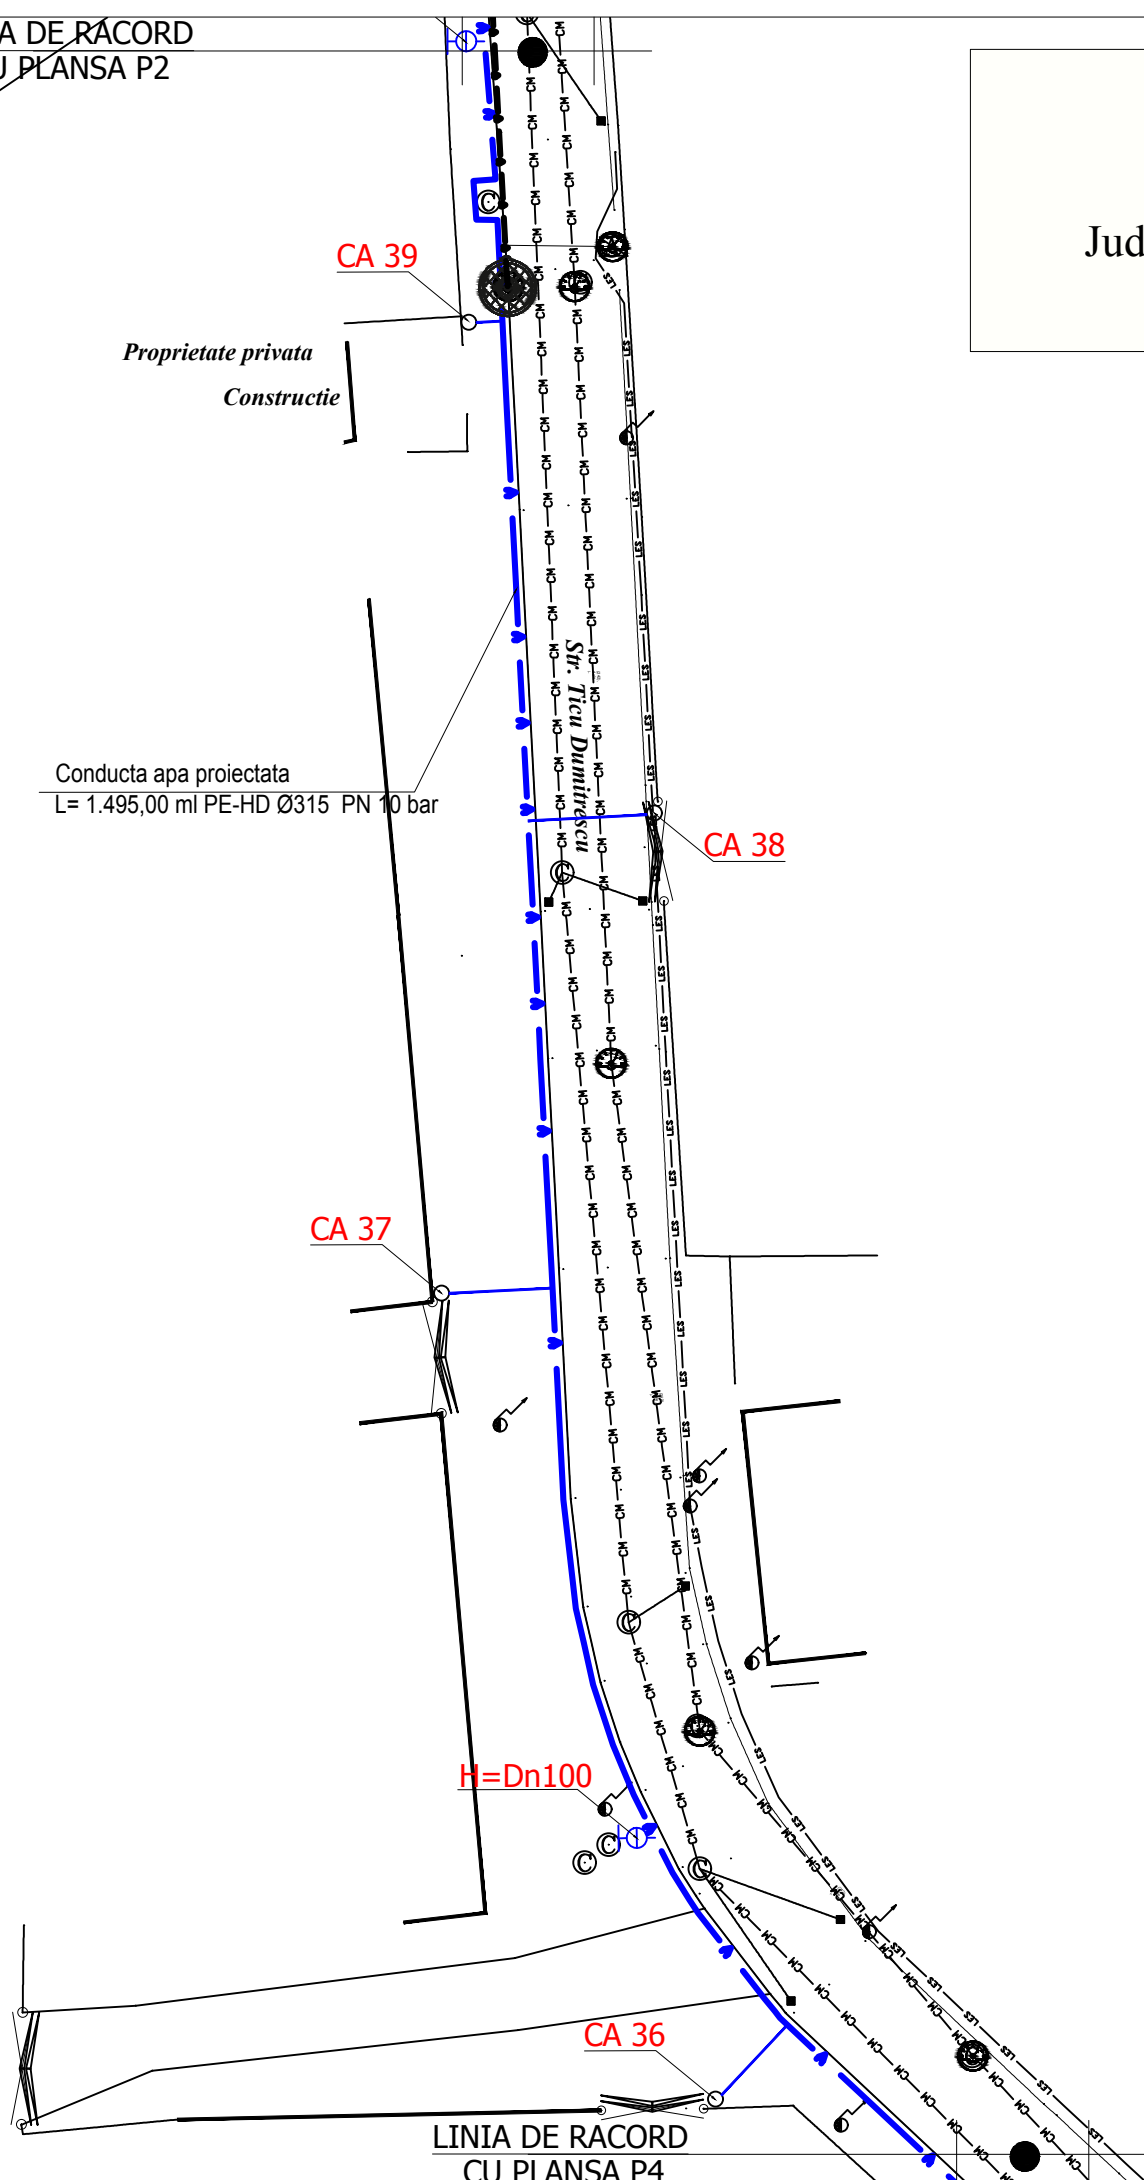 A DE RACORD
U PLANSA P2
Jud
CA 39
Proprietate privata
Constructie
Str. Ticu Dumitrescu
Conducta apa proiectata
L= 1.495,00 ml PE-HD Ø315 PN 10 bar
CA 38
CA 37
H=Dn100
CA 36
LINIA DE RACORD
CU PLANSA P4